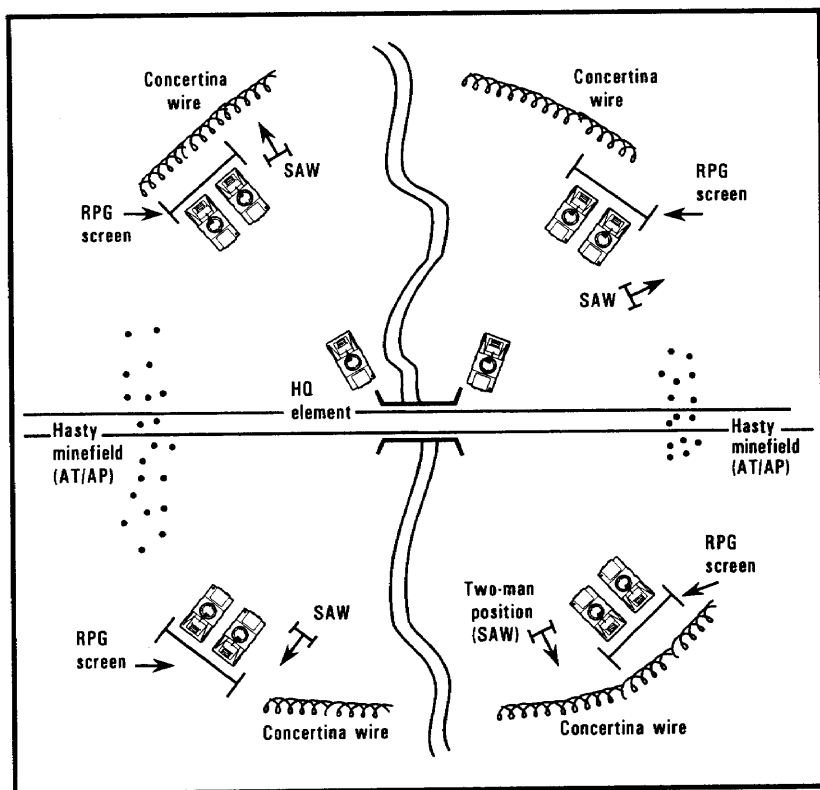 Concertina
wire
SAW
RPG
screen
Concertina
wire
RPG
screen
SAW
HQ
element
Hasty
minefield
(AT/AP)
Hasty
minefield
(AT/AP)
SAW
RPG
screen
Concertina wire
Two-man
position
(SAW)
RPG
screen
Concertina wire